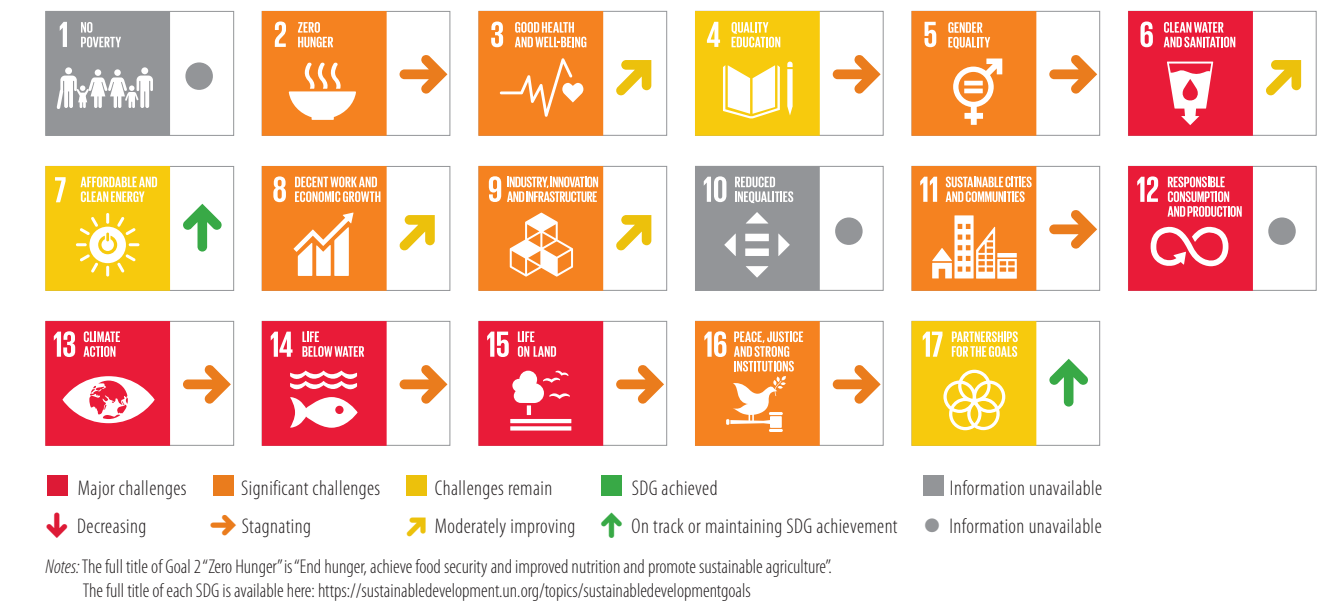 1 NO
POVERTY
2 ZERO
HUNGER
3 GOOD HEALTH
AND WELL-BEING
4 QUALITY
EDUCATION
5 GENDER
EQUALITY
6 CLEAN WATER
AND SANITATION
7 AFFORDABLE AND
CLEAN ENERGY
8 DECENT WORK AND
ECONOMIC GROWTH
9 INDUSTRY, INNOVATION
AND INFRASTRUCTURE
10 REDUCED
INEQUALITIES
11 SUSTAINABLE CITIES
AND COMMUNITIES
12 RESPONSIBLE
CONSUMPTION
AND PRODUCTION
13 CLIMATE
ACTION
14 LIFE
BELOW WATER
15 LIFE
ON LAND
16 PEACE, JUSTICE
AND STRONG
INSTITUTIONS
17 PARTNERSHIPS
FOR THE GOALS
Major challenges Significant challenges Challenges remain SDG achieved Information unavailable
Decreasing Stagnating Moderately improving On track or maintaining SDG achievement Information unavailable
Notes: The full title of Goal 2 “Zero Hunger” is “End hunger, achieve food security and improved nutrition and promote sustainable agriculture”.
The full title of each SDG is available here: https://sustainabledevelopment.un.org/topics/sustainabledevelopmentgoals